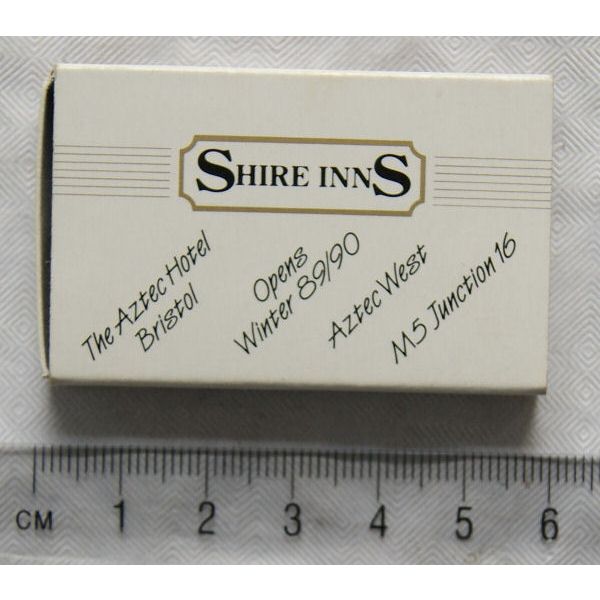 SHIRE INNS
The Aztec Hotel
Bristol
Opens
Winter 89/90
Aztec West
M5 Junction 16
CM 1 2 3 4 5 6